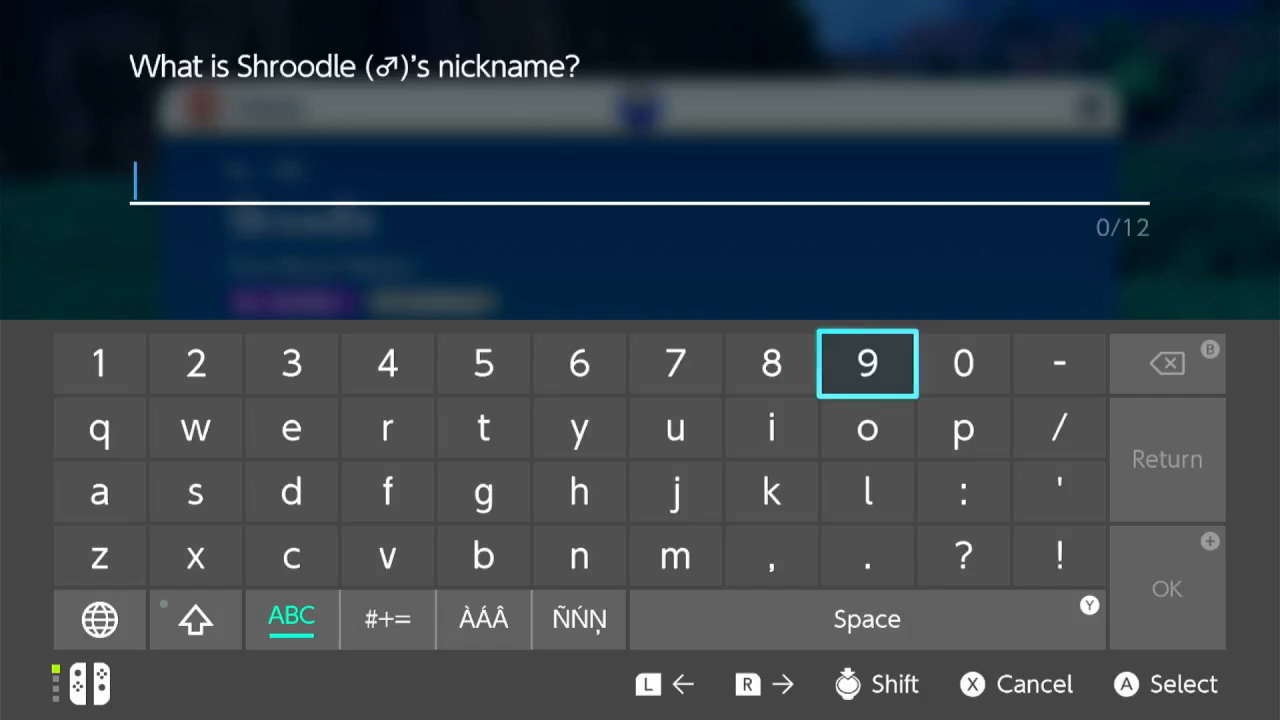 What is Shroodle (♂)'s nickname?
0/12
1 2 3 4 5 6 7 8 9 0 - B
q w e r t y u i o p /
Return
a s d f g h j k l : '
z x c v b n m , . ? ! +
OK
ABC #+= ÀÁÂ ÑŃŅ Space Y
L ← R → Shift X Cancel A Select